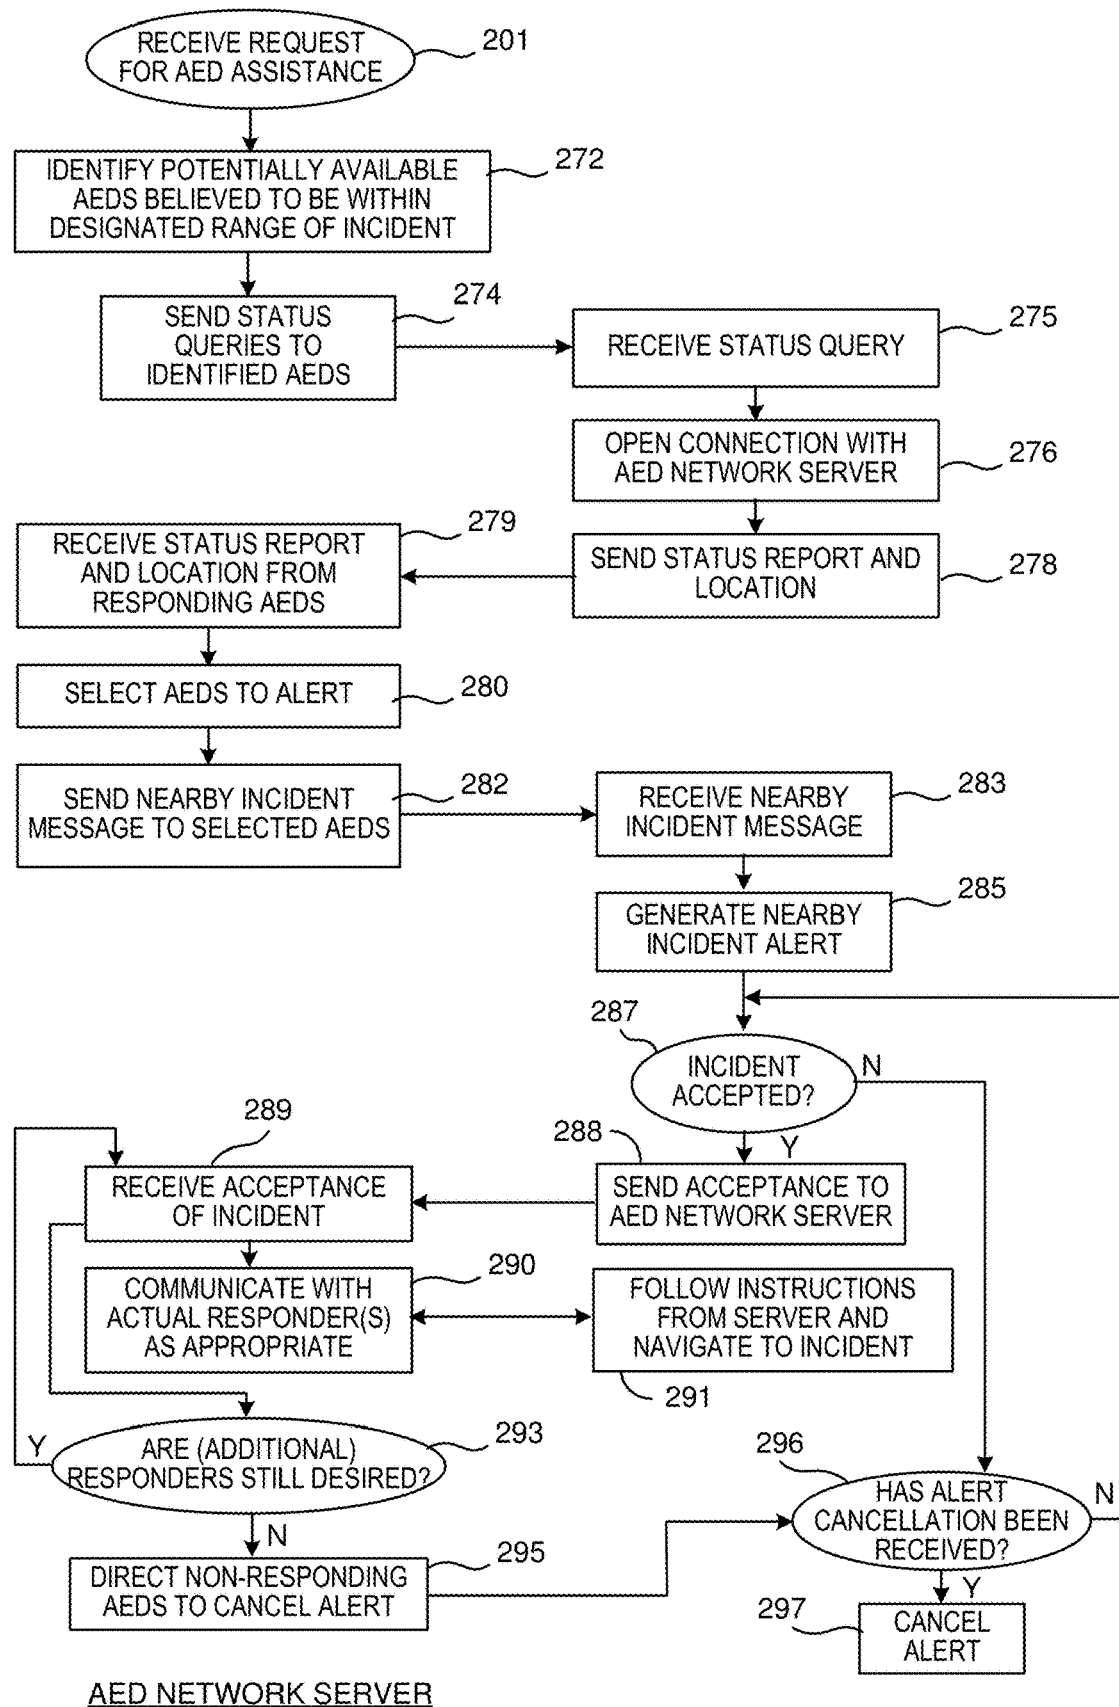 RECEIVE REQUEST
FOR AED ASSISTANCE
201
IDENTIFY POTENTIALLY AVAILABLE
AEDS BELIEVED TO BE WITHIN
DESIGNATED RANGE OF INCIDENT
272
SEND STATUS
QUERIES TO
IDENTIFIED AEDS
274
RECEIVE STATUS QUERY
275
OPEN CONNECTION WITH
AED NETWORK SERVER
276
SEND STATUS REPORT AND
LOCATION
278
RECEIVE STATUS REPORT
AND LOCATION FROM
RESPONDING AEDS
279
SELECT AEDS TO ALERT
280
SEND NEARBY INCIDENT
MESSAGE TO SELECTED AEDS
282
RECEIVE NEARBY
INCIDENT MESSAGE
283
GENERATE NEARBY
INCIDENT ALERT
285
287
INCIDENT
ACCEPTED?
N
Y
288
SEND ACCEPTANCE TO
AED NETWORK SERVER
289
RECEIVE ACCEPTANCE
OF INCIDENT
COMMUNICATE WITH
ACTUAL RESPONDER(S)
AS APPROPRIATE
290
FOLLOW INSTRUCTIONS
FROM SERVER AND
NAVIGATE TO INCIDENT
291
Y
ARE (ADDITIONAL)
RESPONDERS STILL DESIRED?
293
N
DIRECT NON-RESPONDING
AEDS TO CANCEL ALERT
295
296
HAS ALERT
CANCELLATION BEEN
RECEIVED?
N
Y
297
CANCEL
ALERT
AED NETWORK SERVER